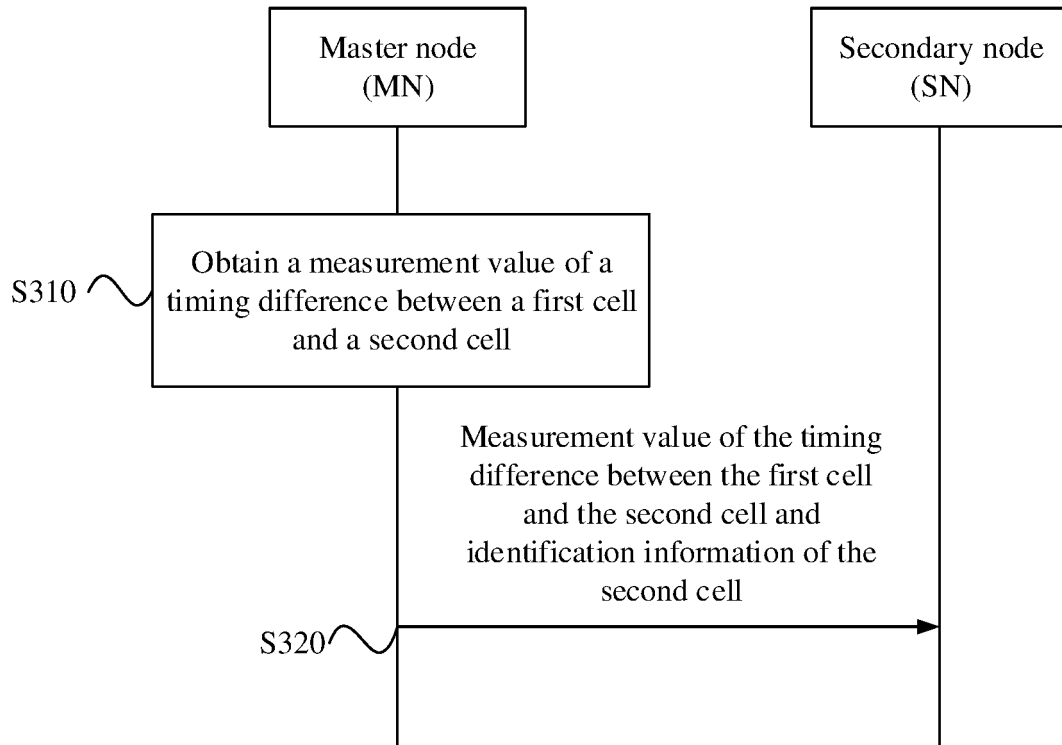 Master node
(MN)
Secondary node
(SN)
S310
Obtain a measurement value of a
timing difference between a first cell
and a second cell
Measurement value of the timing
difference between the first cell
and the second cell and
identification information of the
second cell
S320